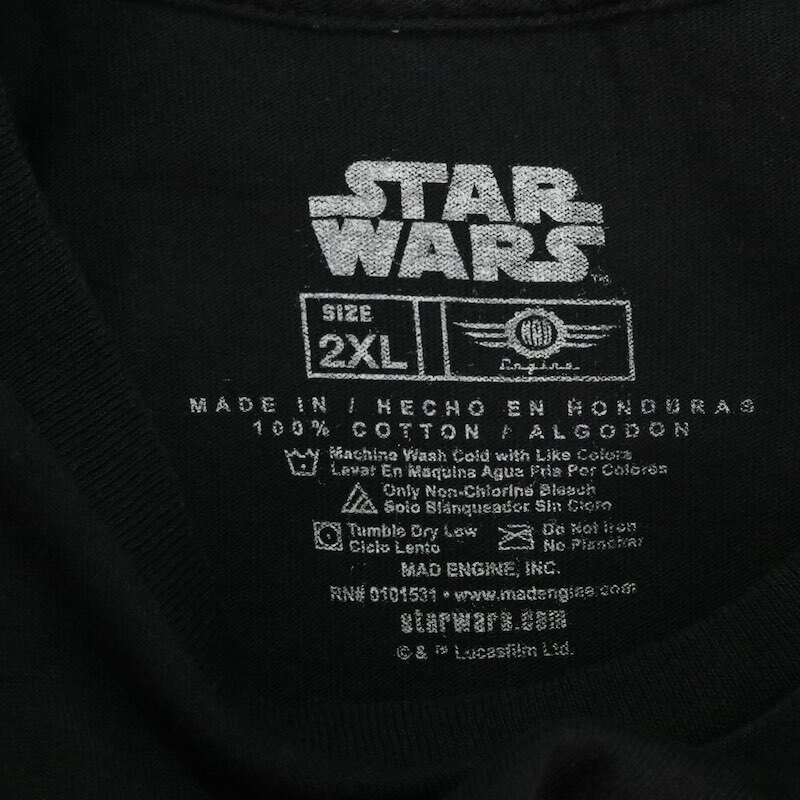 STAR
WARS
TM
SIZE
2XL
MAD
Engine
MADE IN / HECHO EN HONDURAS
100% COTTON / ALGODON
Machine Wash Cold with Like Colors
Lavar En Maquina Agua Fria Por Colores
Only Non-Chlorine Bleach
Solo Blanqueador Sin Cloro
Tumble Dry Low
Ciclo Lento
Do Not Iron
No Planchar
MAD ENGINE, INC.
RN# 0101531 • www.madengine.com
starwars.com
© & ™ Lucasfilm Ltd.